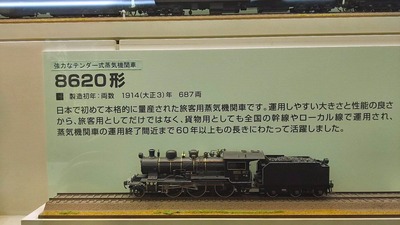 強力なテンダー式蒸気機関車
8620形
製造初年:両数 1914(大正3)年 687両
日本で初めて本格的に量産された旅客用蒸気機関車です。運用しやすい大きさと性能の良さ
から、旅客用としてだけではなく、貨物用としても全国の幹線やローカル線で運用され、
蒸気機関車の運用終了間近まで60年以上もの長きにわたって活躍しました。